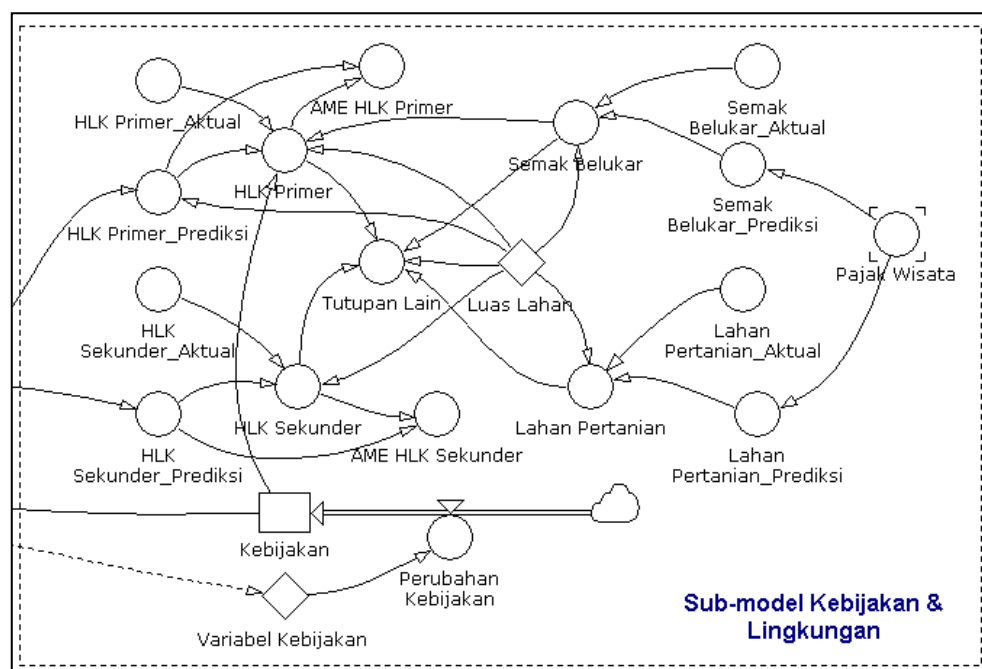 AME HLK Primer
HLK Primer_Aktual
Semak
Belukar_Aktual
Semak Belukar
HLK Primer
Semak
Belukar_Prediksi
HLK Primer_Prediksi
Pajak Wisata
Tutupan Lain
Luas Lahan
HLK
Sekunder_Aktual
Lahan
Pertanian_Aktual
HLK Sekunder
Lahan Pertanian
HLK
Sekunder_Prediksi
AME HLK Sekunder
Lahan
Pertanian_Prediksi
Kebijakan
Perubahan
Kebijakan
Variabel Kebijakan
Sub-model Kebijakan &
Lingkungan